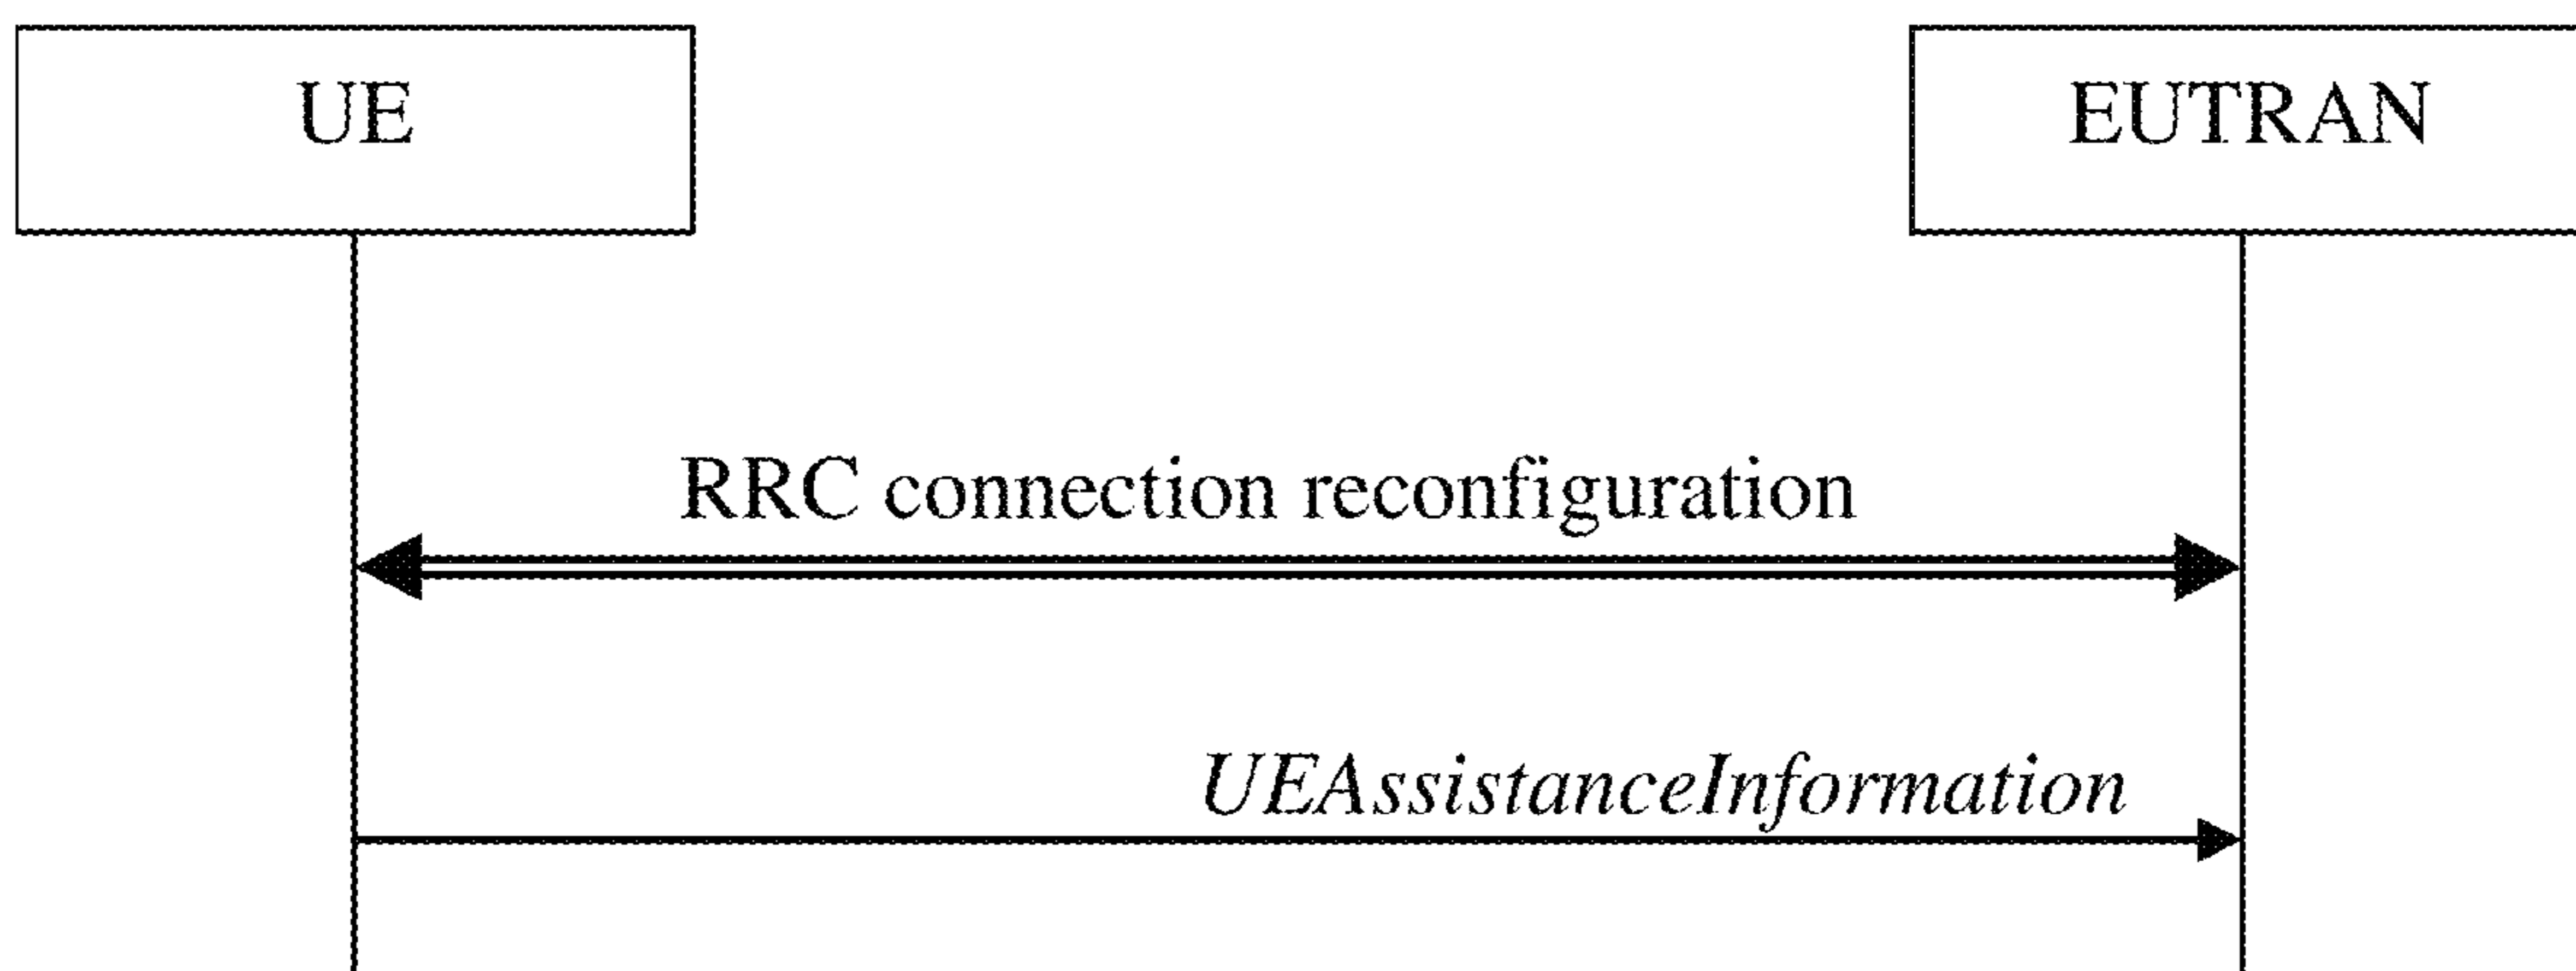 UE
EUTRAN
RRC connection reconfiguration
UEAssistanceInformation